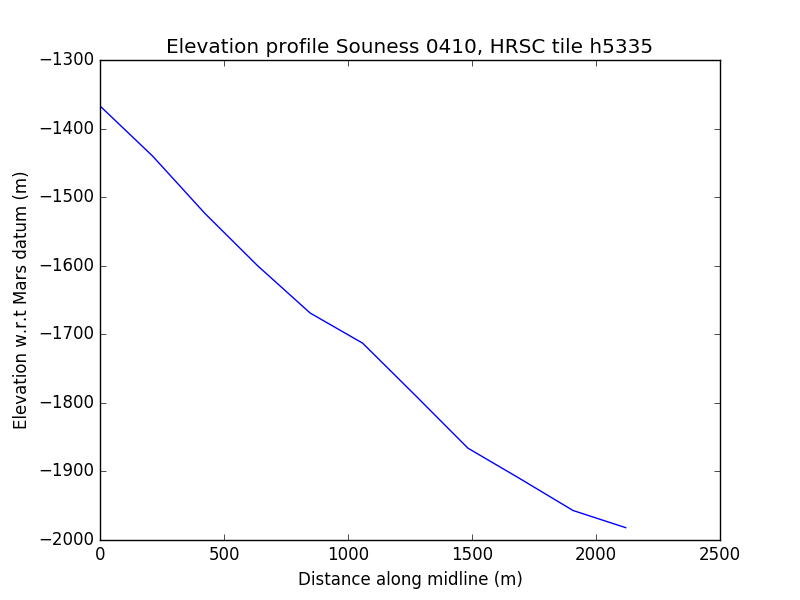 Elevation profile Souness 0410, HRSC tile h5335
−1300
−1400
−1500
−1600
−1700
−1800
−1900
−2000
Elevation w.r.t Mars datum (m)
0 500 1000 1500 2000 2500
Distance along midline (m)